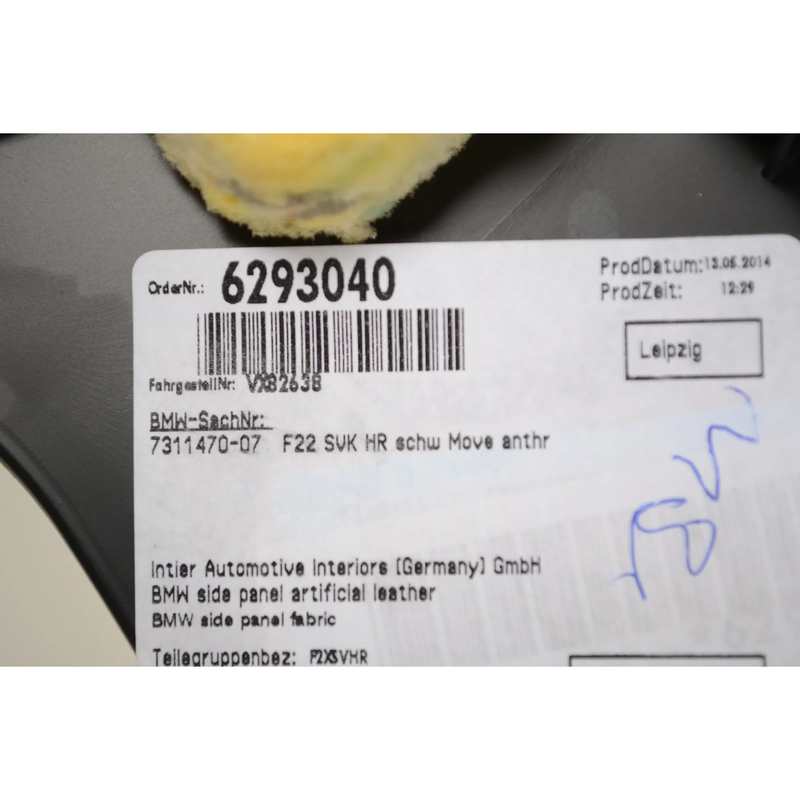 OrderNr.: 6293040
ProdDatum: 13.05.2014
ProdZeit: 12:29
Leipzig
FahrgestellNr: VX82638
BMW-SachNr:
7311470-07 F22 SVK HR schw Move anthr
Intier Automotive Interiors (Germany) GmbH
BMW side panel artificial leather
BMW side panel fabric
Teilegruppenbez: F2XSVHR